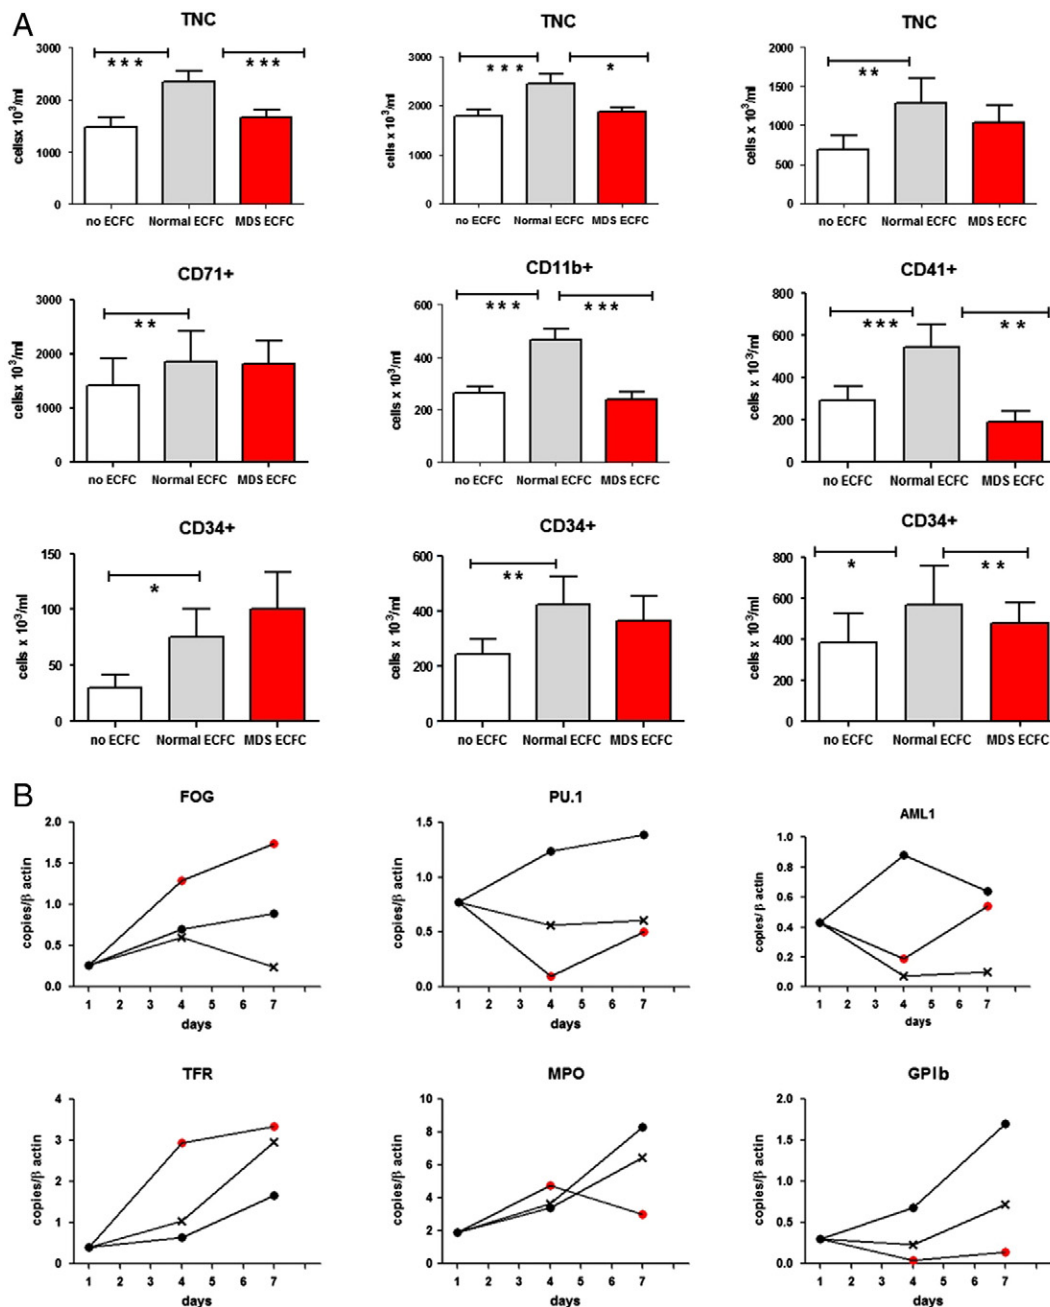 A
TNC
cellsx 10³/ml
3000
2000
1000
0
***
***
no ECFC Normal ECFC MDS ECFC
TNC
cells x 10³/ml
3000
2000
1000
0
***
*
no ECFC Normal ECFC MDS ECFC
TNC
cells x 10³/ml
2000
1500
1000
500
0
**
no ECFC Normal ECFC MDS ECFC
CD71+
cellsx 10³/ml
3000
2000
1000
0
**
no ECFC Normal ECFC MDS ECFC
CD11b+
cells x 10³/ml
600
400
200
0
***
***
no ECFC Normal ECFC MDS ECFC
CD41+
cells x 10³/ml
800
600
400
200
0
***
**
no ECFC Normal ECFC MDS ECFC
CD34+
cells x 10³/ml
150
100
50
0
*
no ECFC Normal ECFC MDS ECFC
CD34+
cells x 10³/ml
600
400
200
0
**
no ECFC Normal ECFC MDS ECFC
CD34+
cells x 10³/ml
800
600
400
200
0
*
**
no ECFC Normal ECFC MDS ECFC
B
FOG
copies/β actin
2.0
1.5
1.0
0.5
0.0
1 2 3 4 5 6 7
days
PU.1
copies/β actin
1.5
1.0
0.5
0.0
1 2 3 4 5 6 7
days
AML1
copies/β actin
1.0
0.8
0.6
0.4
0.2
0.0
1 2 3 4 5 6 7
days
TFR
copies/β actin
4
3
2
1
0
1 2 3 4 5 6 7
days
MPO
copies/β actin
10
8
6
4
2
0
1 2 3 4 5 6 7
days
GPIb
copies/β actin
2.0
1.5
1.0
0.5
0.0
1 2 3 4 5 6 7
days